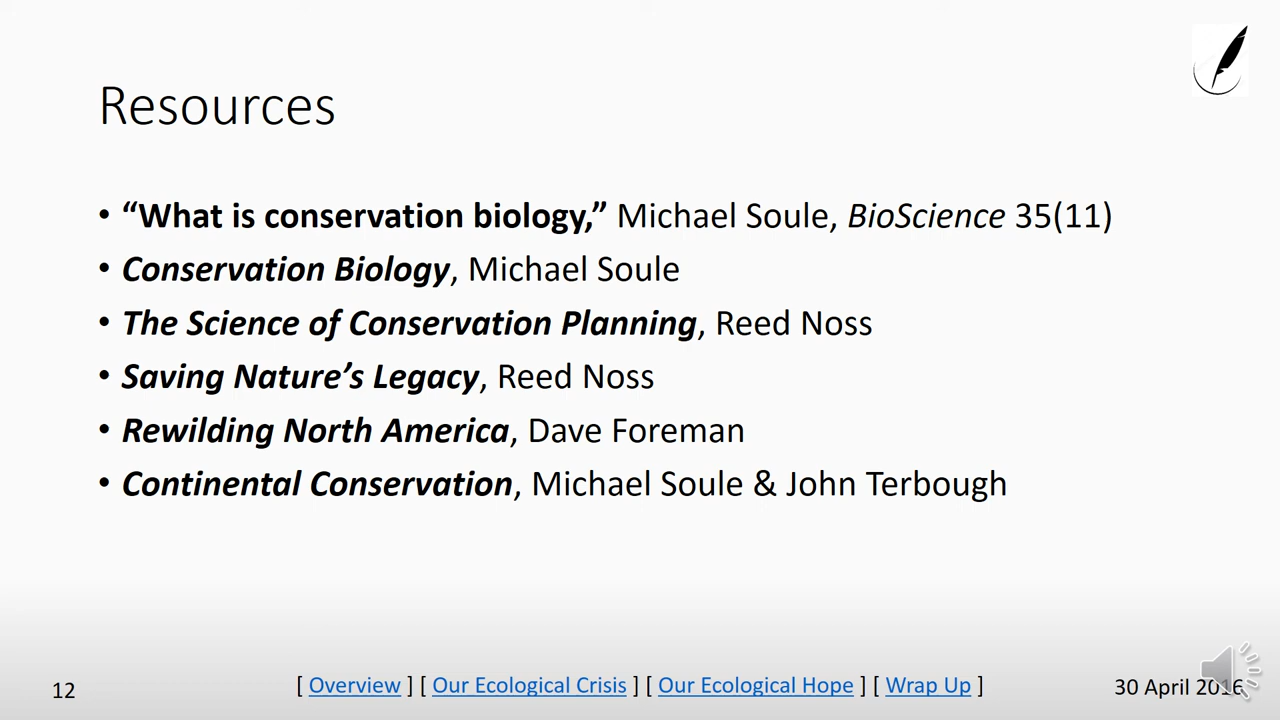 Resources
• “What is conservation biology,” Michael Soule, BioScience 35(11)
• Conservation Biology, Michael Soule
• The Science of Conservation Planning, Reed Noss
• Saving Nature’s Legacy, Reed Noss
• Rewilding North America, Dave Foreman
• Continental Conservation, Michael Soule & John Terbough
12
[ Overview ] [ Our Ecological Crisis ] [ Our Ecological Hope ] [ Wrap Up ]
30 April 2016